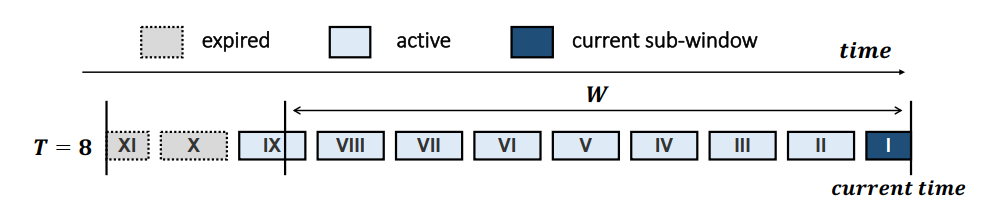 expired active current sub-window
time
W
T = 8 XI X IX VIII VII VI V IV III II I
current time